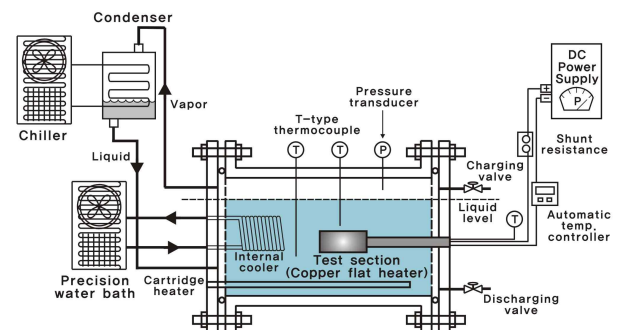 Condenser
DC
Power
Supply
+
−
P
Chiller
Vapor
Liquid
Pressure
transducer
T-type
thermocouple
T
T
P
Shunt
resistance
Charging
valve
Liquid
level
T
Automatic
temp.
controller
Internal
cooler
Test section
(Copper flat heater)
Precision
water bath
Cartridge
heater
Discharging
valve